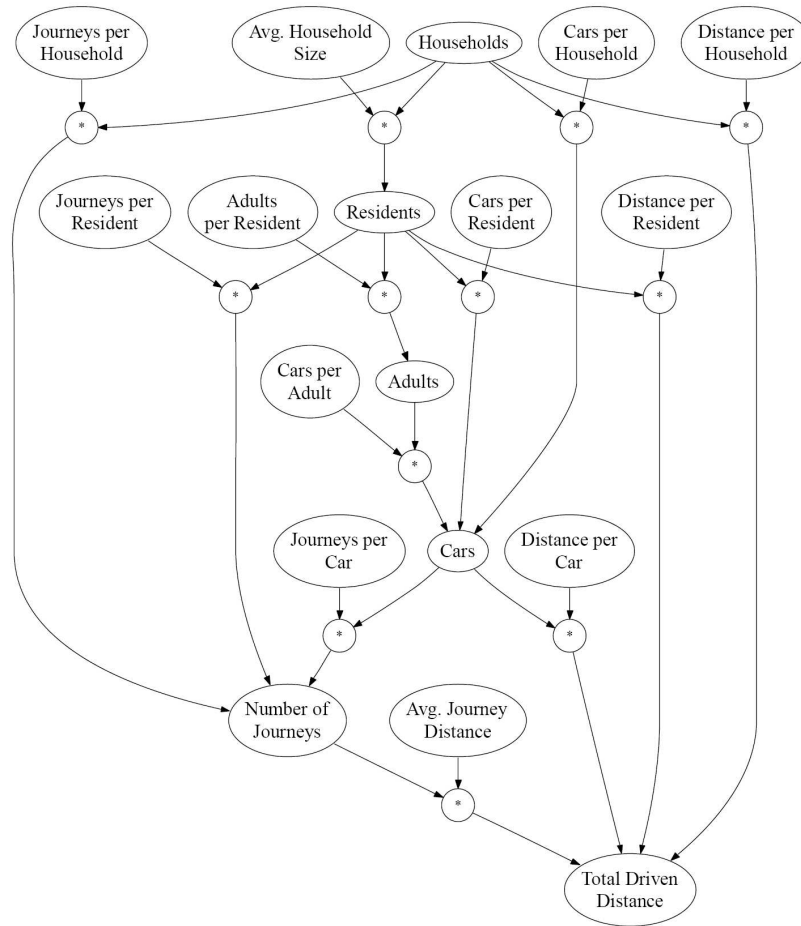 Journeys per
Household
Avg. Household
Size
Households
Cars per
Household
Distance per
Household
*
*
*
*
Journeys per
Resident
Adults
per Resident
Residents
Cars per
Resident
Distance per
Resident
*
*
*
*
Cars per
Adult
Adults
*
Journeys per
Car
Cars
Distance per
Car
*
*
Number of
Journeys
Avg. Journey
Distance
*
Total Driven
Distance